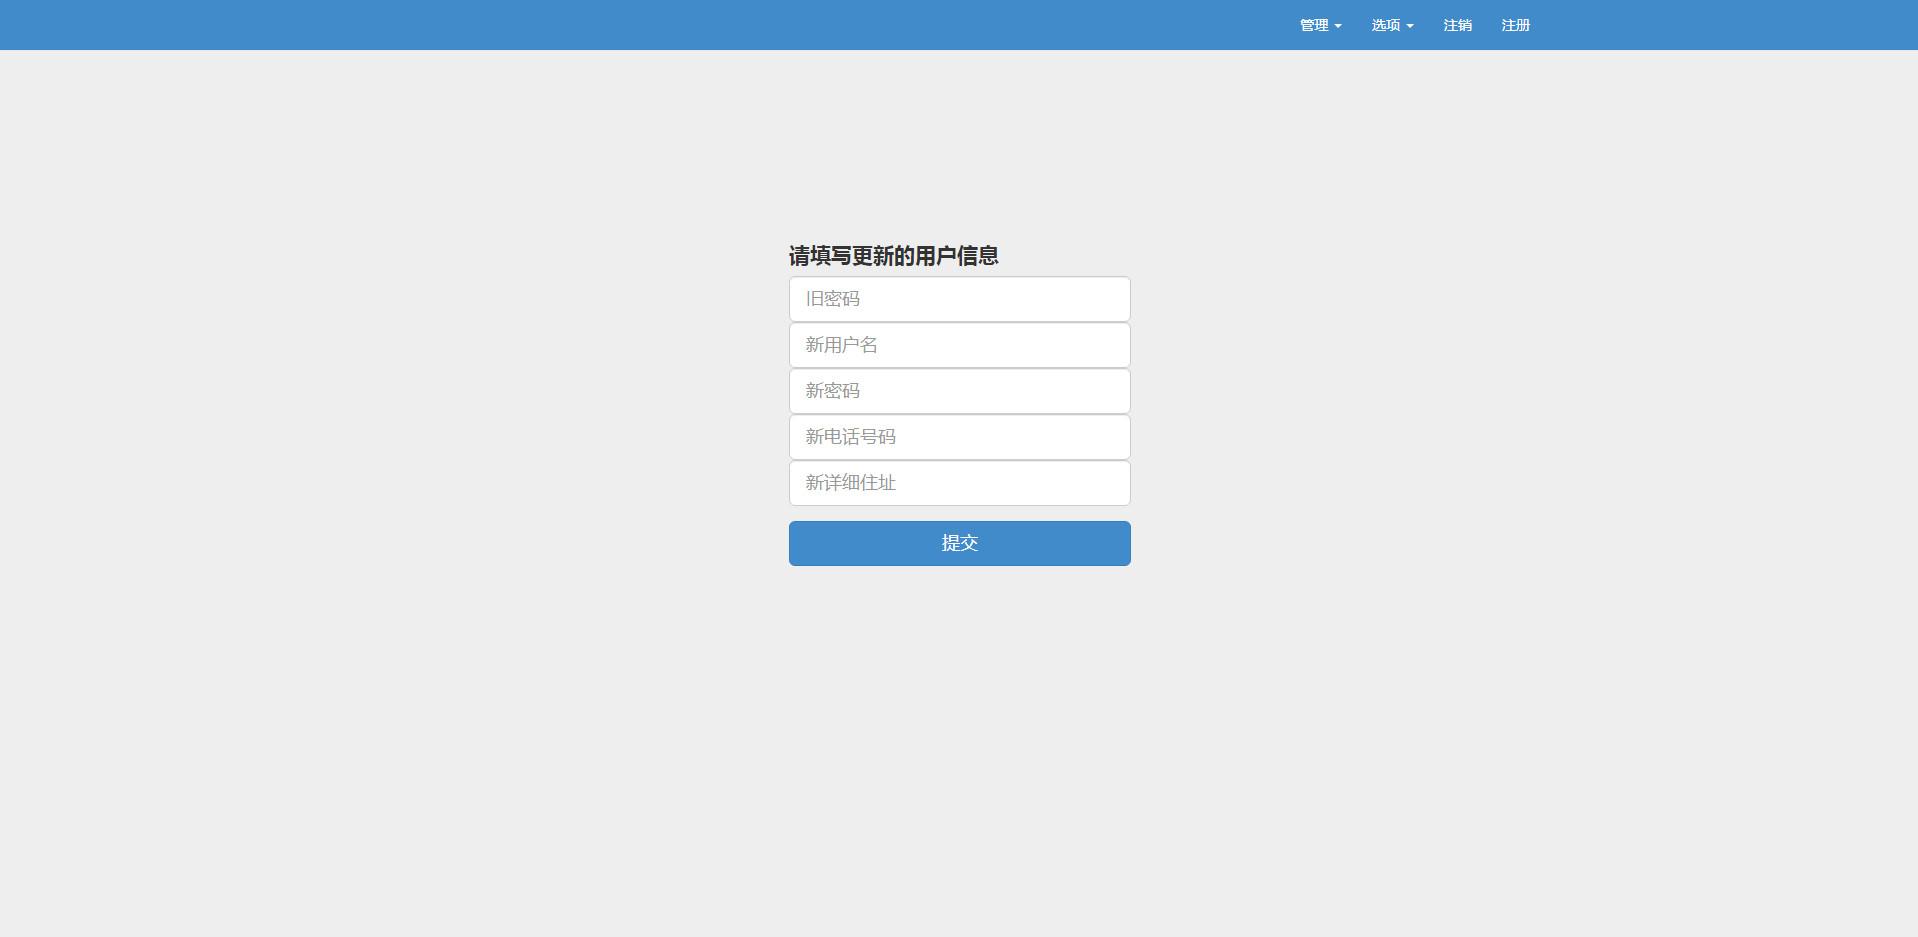 管理 选项 注销 注册
请填写更新的用户信息
旧密码
新用户名
新密码
新电话号码
新详细住址
提交